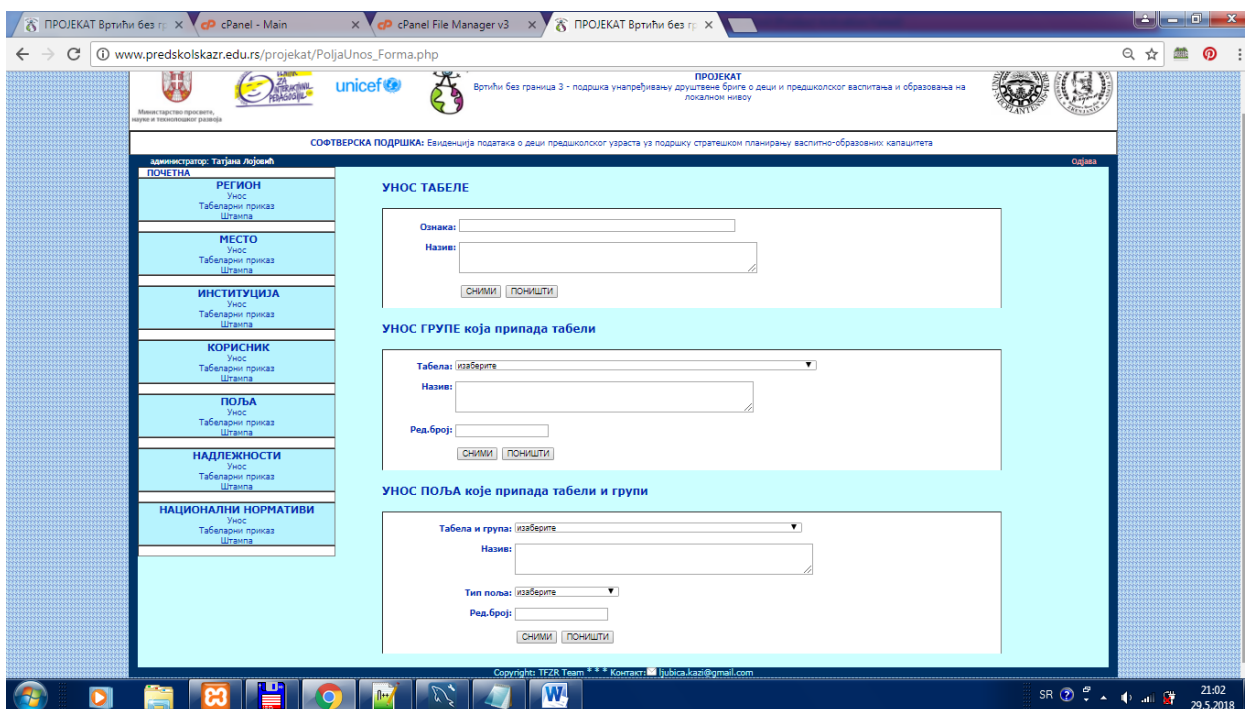 ПРОЈЕКАТ Вртићи без гр
cPanel - Main
cPanel File Manager v3
ПРОЈЕКАТ Вртићи без гр
www.predskolskazr.edu.rs/projekat/PoljaUnos_Forma.php
ЗА
unicef
Министарство просвете,
науке и технолошког развоја
ПРОЈЕКАТ
Вртићи без граница 3 - подршка унапређивању друштвене бриге о деци и предшколског васпитања и образовања на
локалном нивоу
СОФТВЕРСКА ПОДРШКА: Евиденција података о деци предшколског узраста уз подршку стратешком планирању васпитно-образовних капацитета
администратор: Татјана Лојовић
Одјава
ПОЧЕТНА
РЕГИОН
Унос
Табеларни приказ
Штампа
МЕСТО
Унос
Табеларни приказ
Штампа
ИНСТИТУЦИЈА
Унос
Табеларни приказ
Штампа
КОРИСНИК
Унос
Табеларни приказ
Штампа
ПОЉА
Унос
Табеларни приказ
Штампа
НАДЛЕЖНОСТИ
Унос
Табеларни приказ
Штампа
НАЦИОНАЛНИ НОРМАТИВИ
Унос
Табеларни приказ
Штампа
УНОС ТАБЕЛЕ
Ознака:
Назив:
СНИМИ ПОНИШТИ
УНОС ГРУПЕ која припада табели
Табела: изаберите
Назив:
Ред.број:
СНИМИ ПОНИШТИ
УНОС ПОЉА које припада табели и групи
Табела и група: изаберите
Назив:
Тип поља: изаберите
Ред.број:
СНИМИ ПОНИШТИ
Copyright: TFZR Team * * * Контакт: ljubica.kazi@gmail.com
SR
21:02
29.5.2018